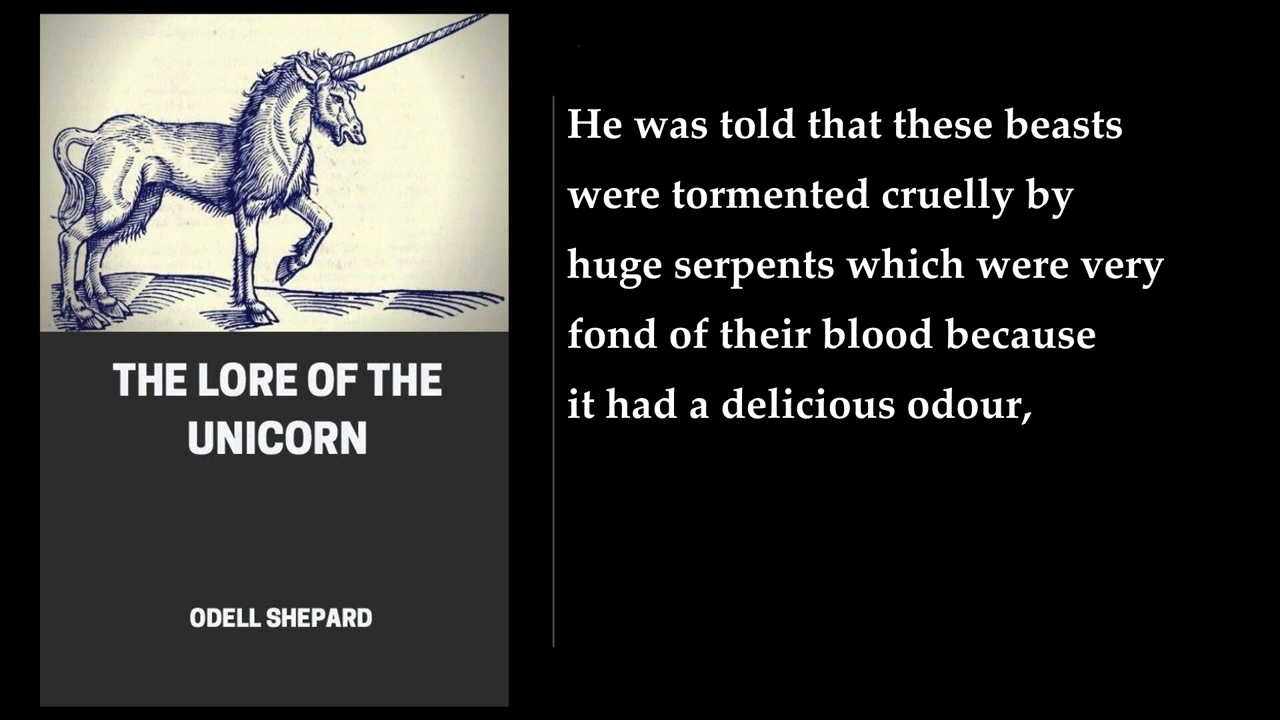 THE LORE OF THE
UNICORN
ODELL SHEPARD
He was told that these beasts
were tormented cruelly by
huge serpents which were very
fond of their blood because
it had a delicious odour,